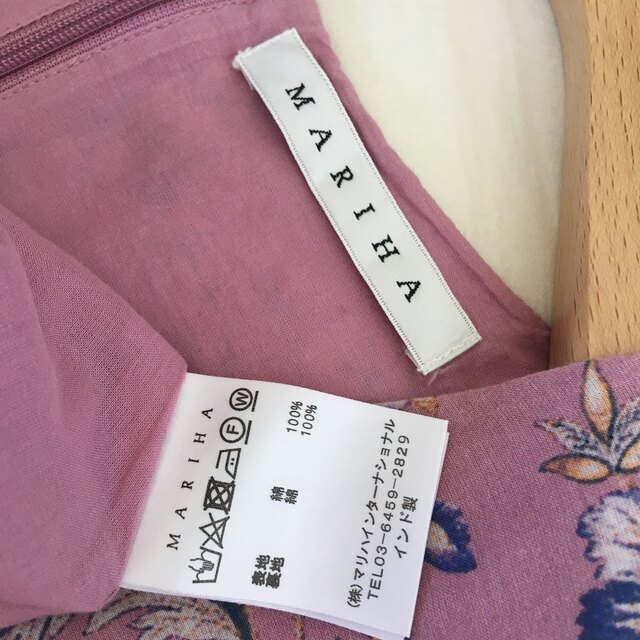 MARIHA
MARIHA
表地 綿 100%
裏地 綿 100%
(株)マリハインターナショナル
TEL03-6459-2829
インド製